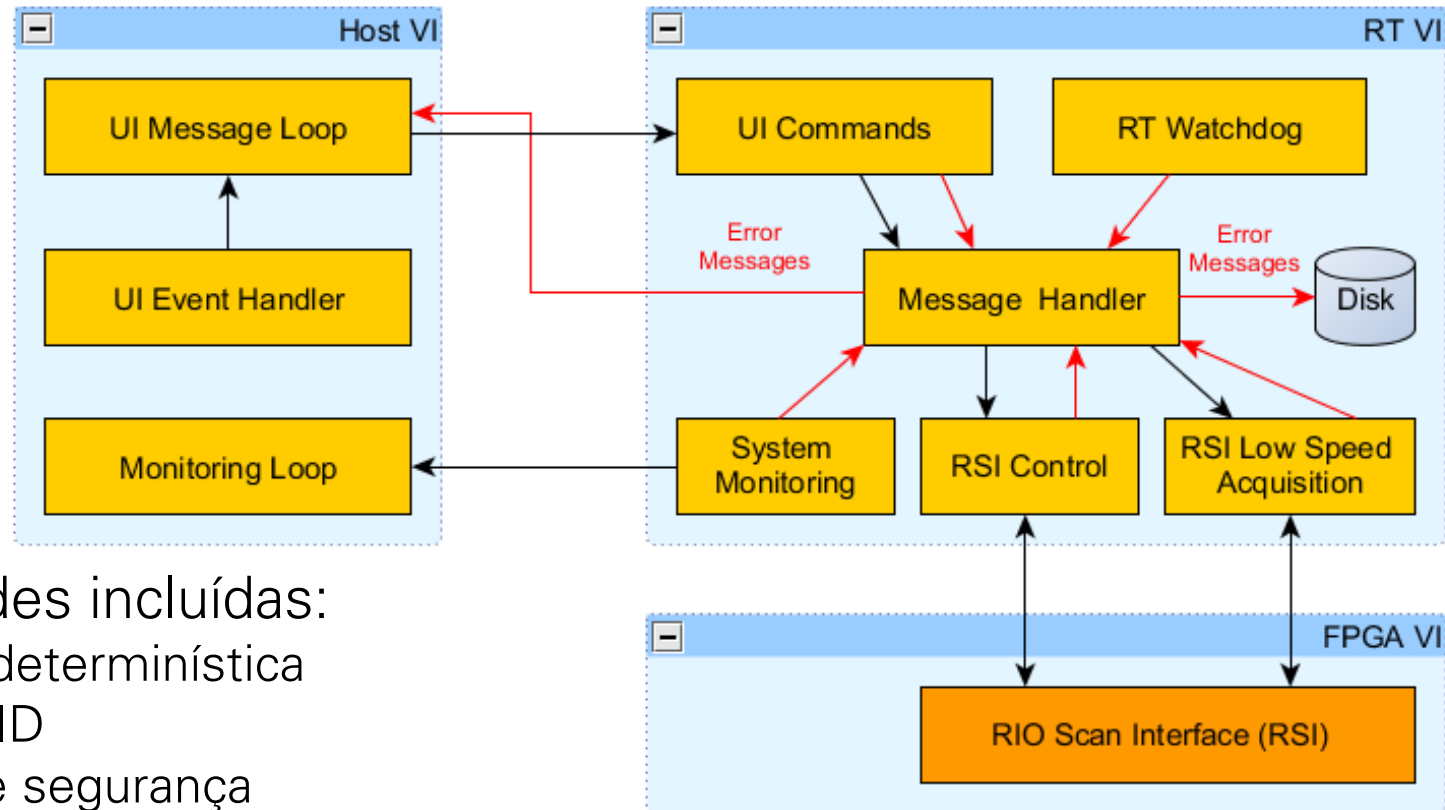 Host VI
UI Message Loop
UI Event Handler
Monitoring Loop
RT VI
UI Commands
RT Watchdog
Error
Messages
Error
Messages
Message Handler
Disk
System
Monitoring
RSI Control
RSI Low Speed
Acquisition
des incluídas:
determinística
ID
e segurança
FPGA VI
RIO Scan Interface (RSI)